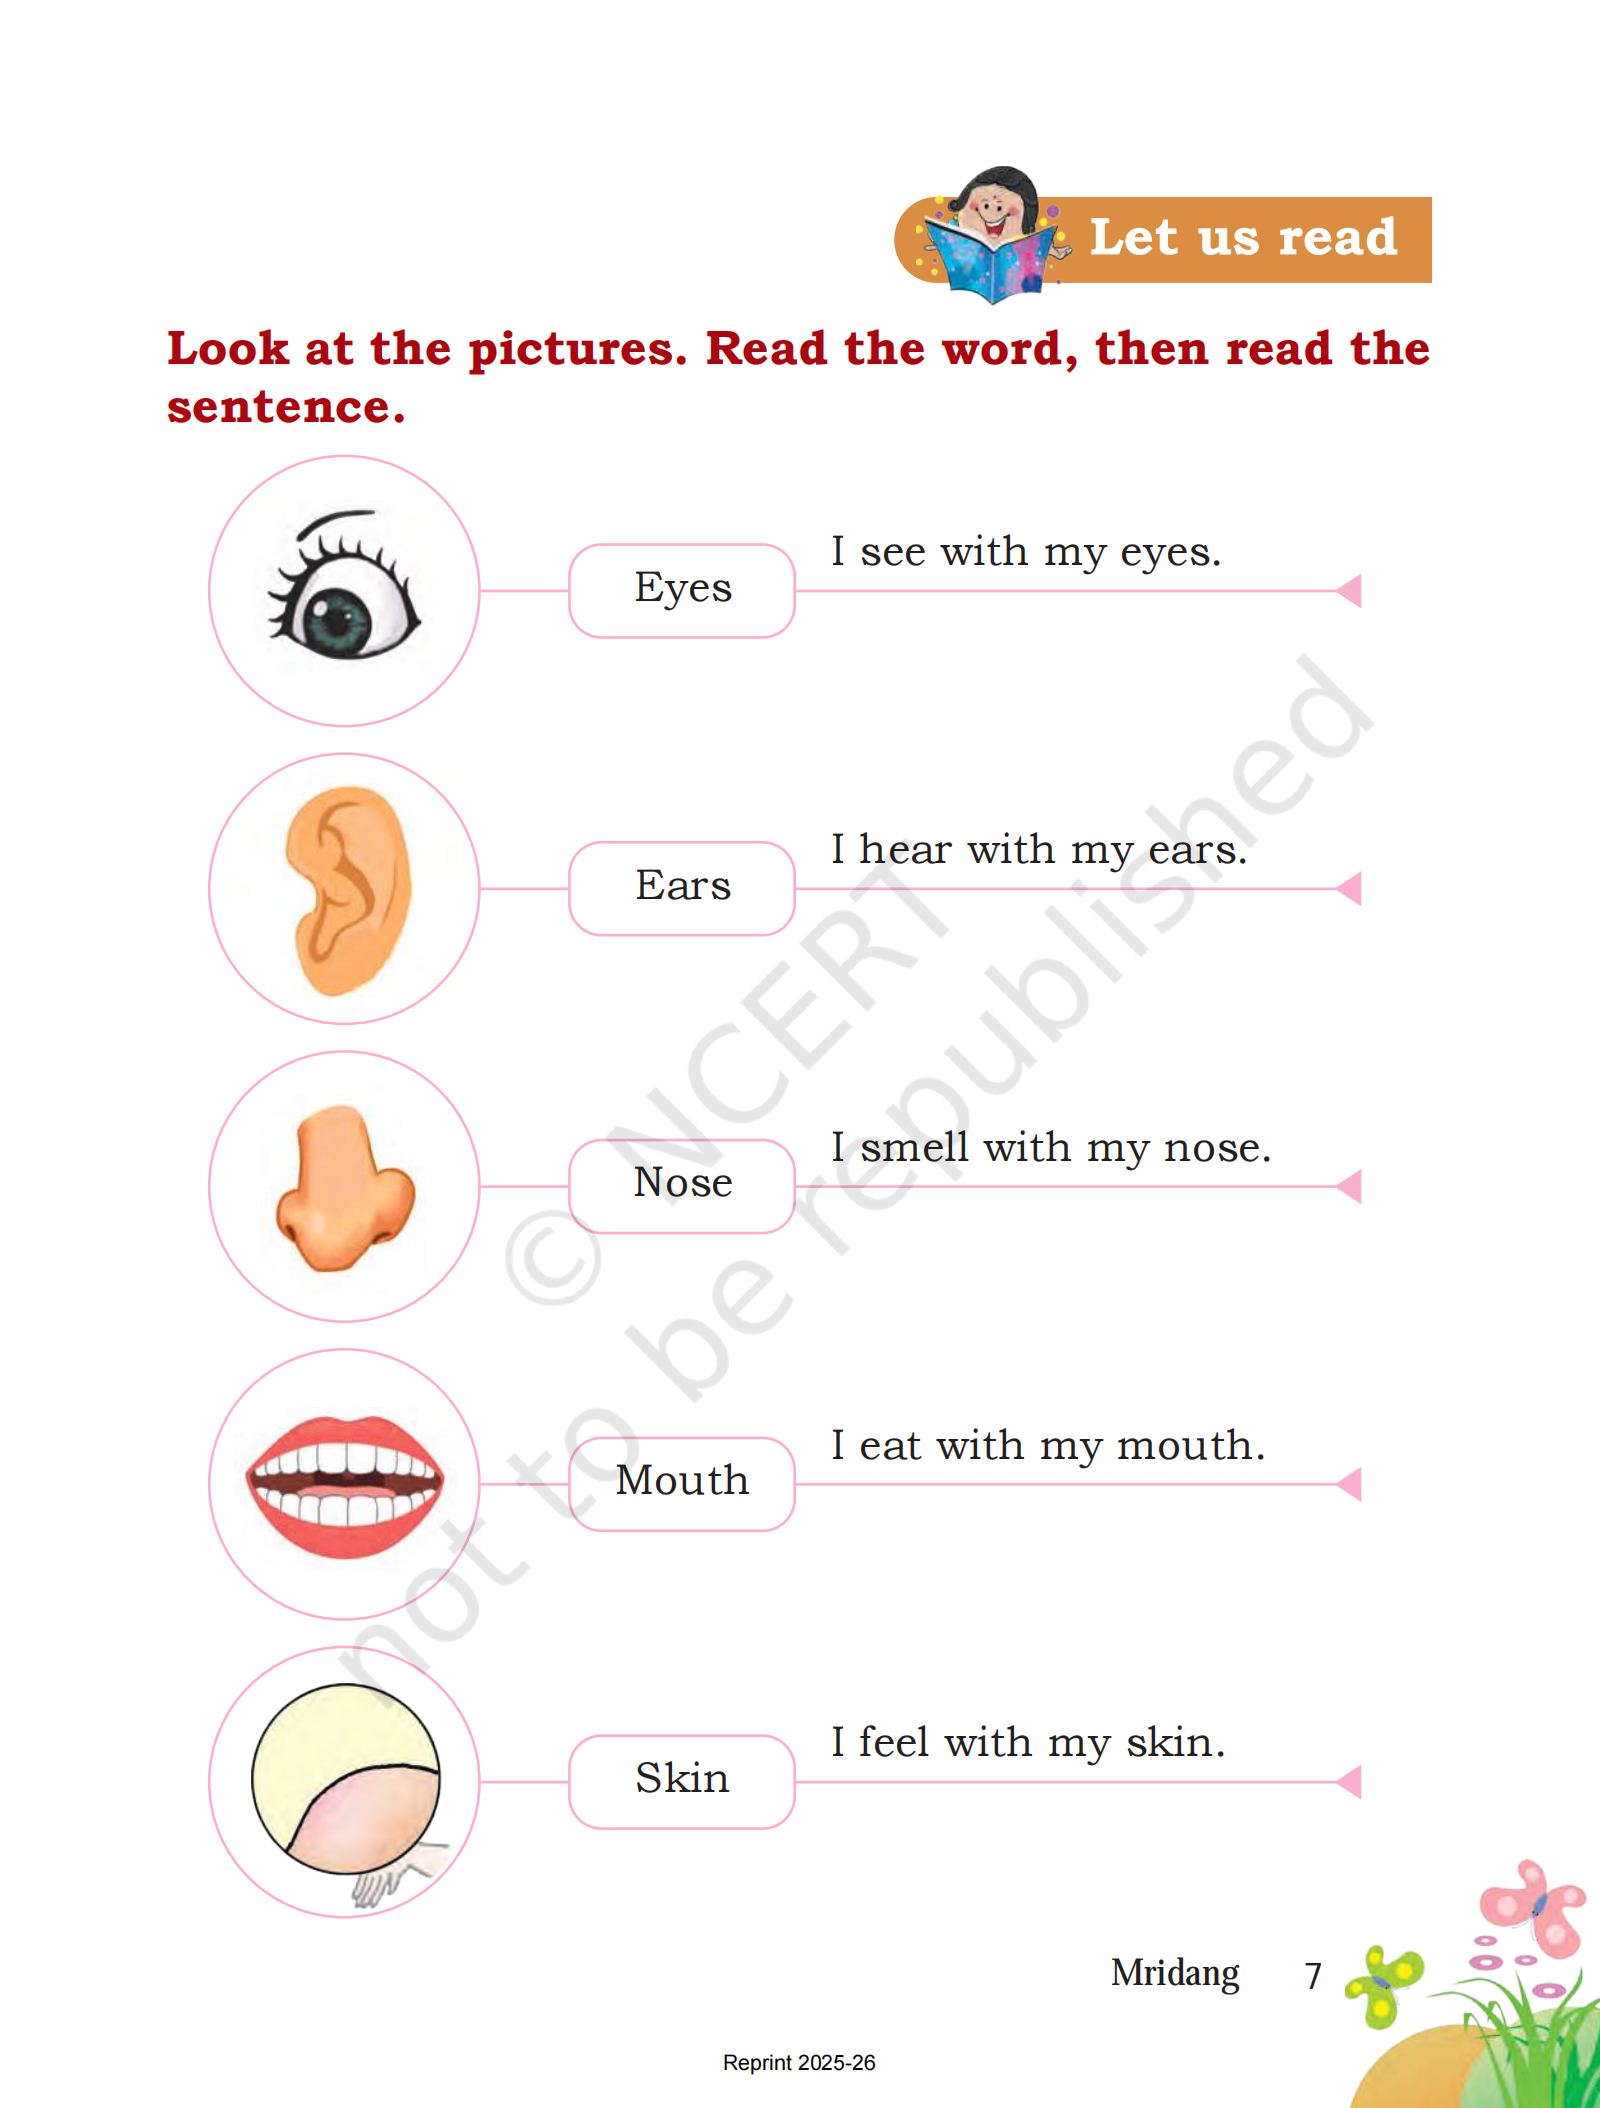 Let us read
Look at the pictures. Read the word, then read the
sentence.
Eyes
I see with my eyes.
Ears
I hear with my ears.
Nose
I smell with my nose.
Mouth
I eat with my mouth.
Skin
I feel with my skin.
© NCERT
not to be republished
Mridang 7
Reprint 2025-26